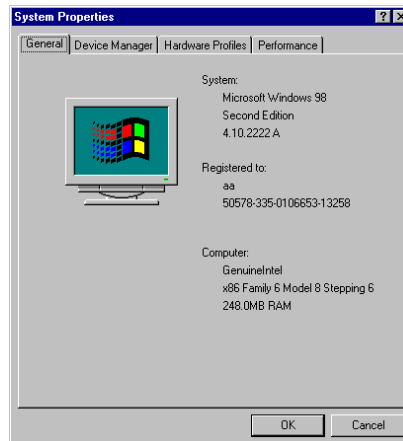 System Properties
General Device Manager Hardware Profiles Performance
System:
Microsoft Windows 98
Second Edition
4.10.2222 A
Registered to:
aa
50578-335-0106653-13258
Computer:
GenuineIntel
x86 Family 6 Model 8 Stepping 6
248.0MB RAM
OK Cancel